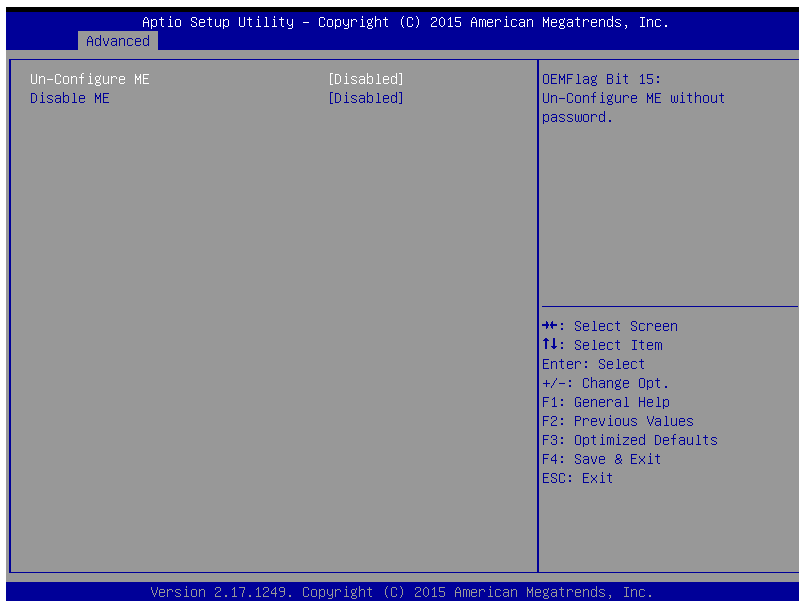 Aptio Setup Utility – Copyright (C) 2015 American Megatrends, Inc.
Advanced
Un-Configure ME [Disabled]
Disable ME [Disabled]
OEMFlag Bit 15:
Un-Configure ME without
password.
→←: Select Screen
↑↓: Select Item
Enter: Select
+/-: Change Opt.
F1: General Help
F2: Previous Values
F3: Optimized Defaults
F4: Save & Exit
ESC: Exit
Version 2.17.1249. Copyright (C) 2015 American Megatrends, Inc.